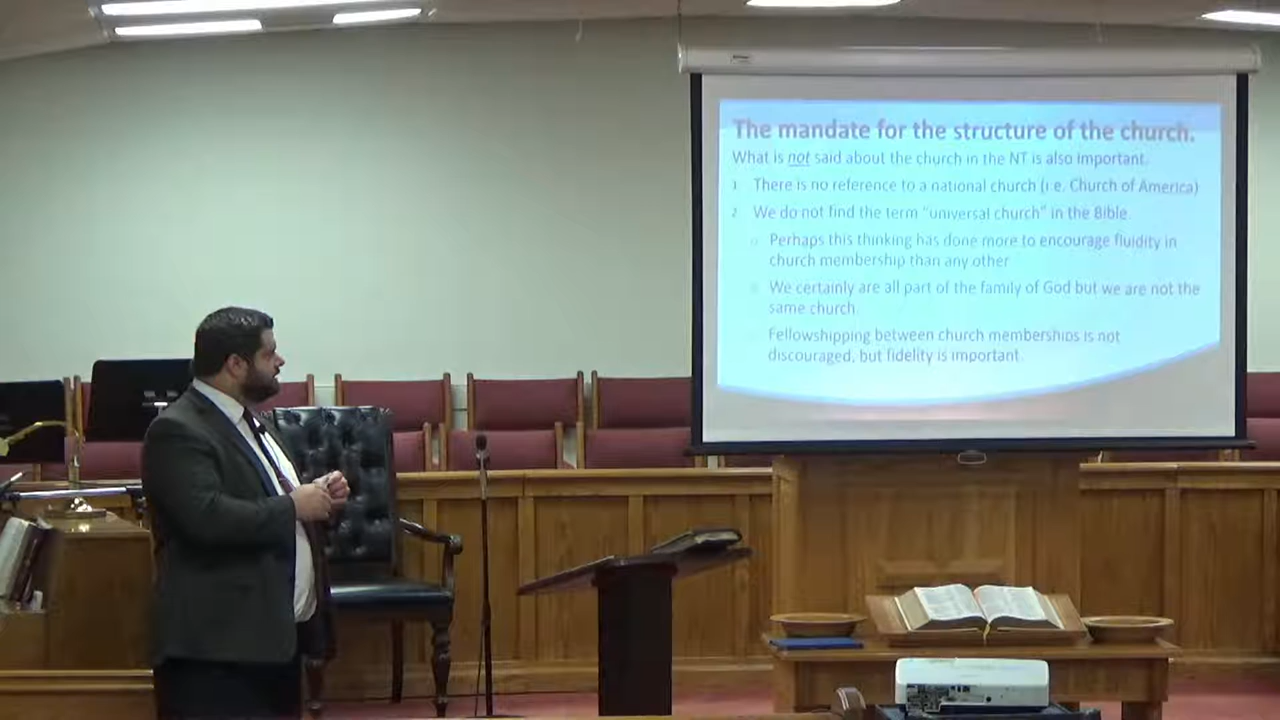 The mandate for the structure of the church.
What is not said about the church in the NT is also important.
1. There is no reference to a national church (i.e. Church of America)
2. We do not find the term "universal church" in the Bible.
Perhaps this thinking has done more to encourage fluidity in
church membership than any other
We certainly are all part of the family of God but we are not the
same church.
Fellowshipping between church memberships is not
discouraged, but fidelity is important.